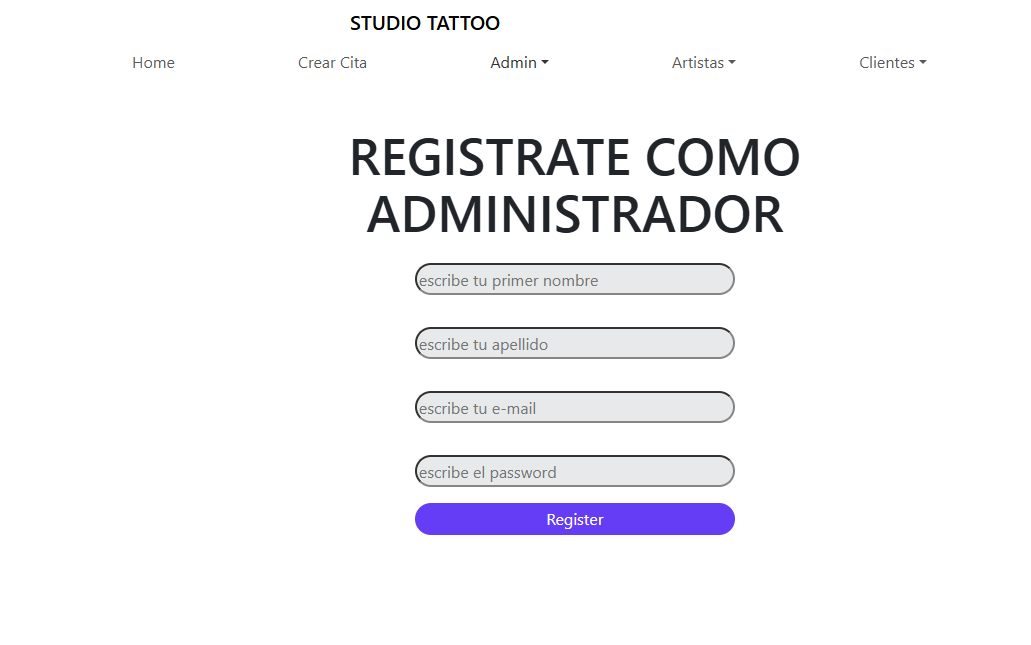 STUDIO TATTOO
Home Crear Cita Admin Artistas Clientes
REGISTRATE COMO
ADMINISTRADOR
escribe tu primer nombre
escribe tu apellido
escribe tu e-mail
escribe el password
Register